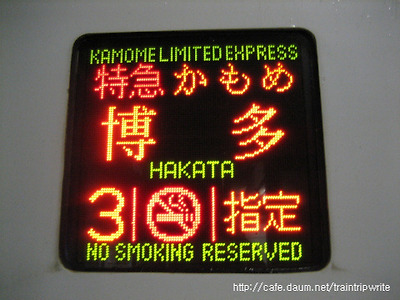 KAMOME LIMITED EXPRESS
特急かもめ
博多
HAKATA
3 指定
NO SMOKING RESERVED
http://cafe.daum.net/traintripwrite